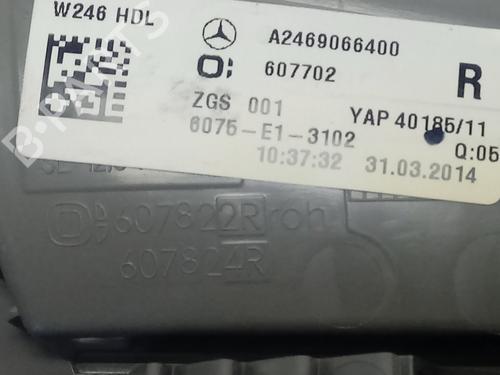 W246 HDL
A2469066400
607702
R
ZGS 001
YAP 40185/11
6075-E1-3102
Q:05
10:37:32 31.03.2014
607822R roh
607824R
B-PARTS